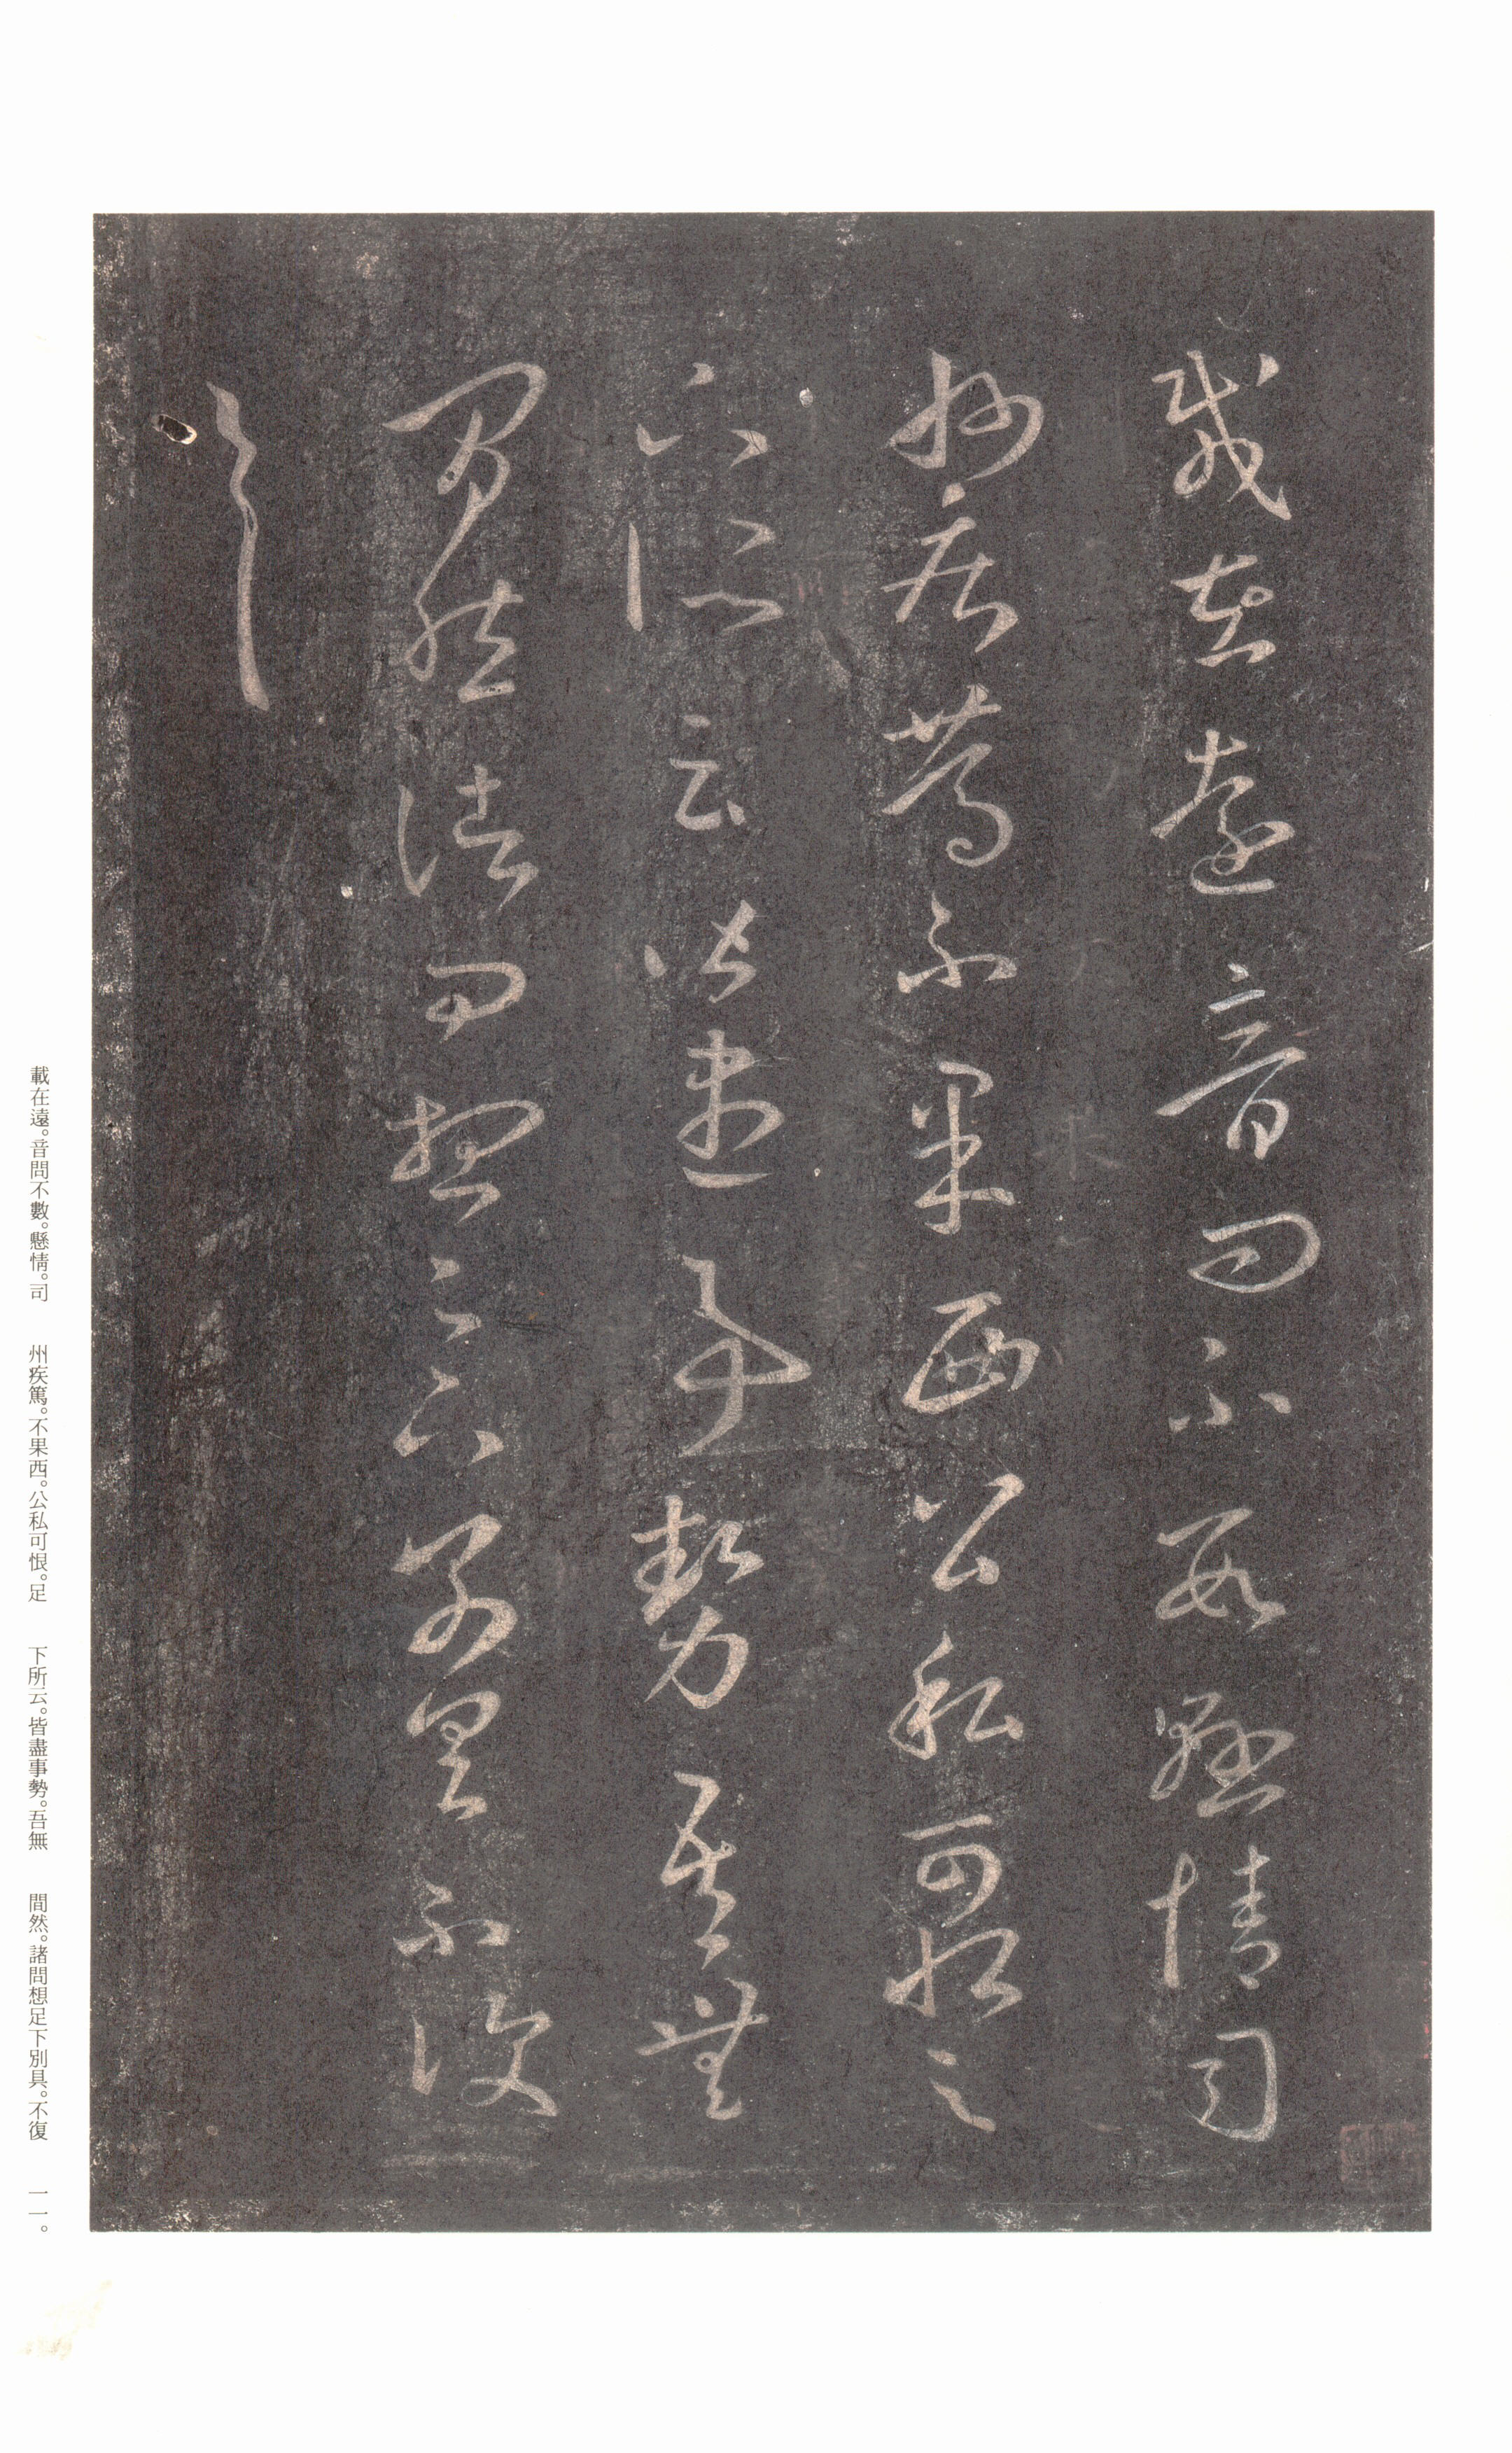 載在遠音問不數懸情司
州疾篤不果西公私可恨足
下所云皆盡事勢吾無
間然諸問想足下別具不復
一一
載在遠。音問不數。懸情。司　州疾篤。不果西。公私可恨。足　下所云。皆盡事勢。吾無　間然。諸問想足下別具。不復　一一。